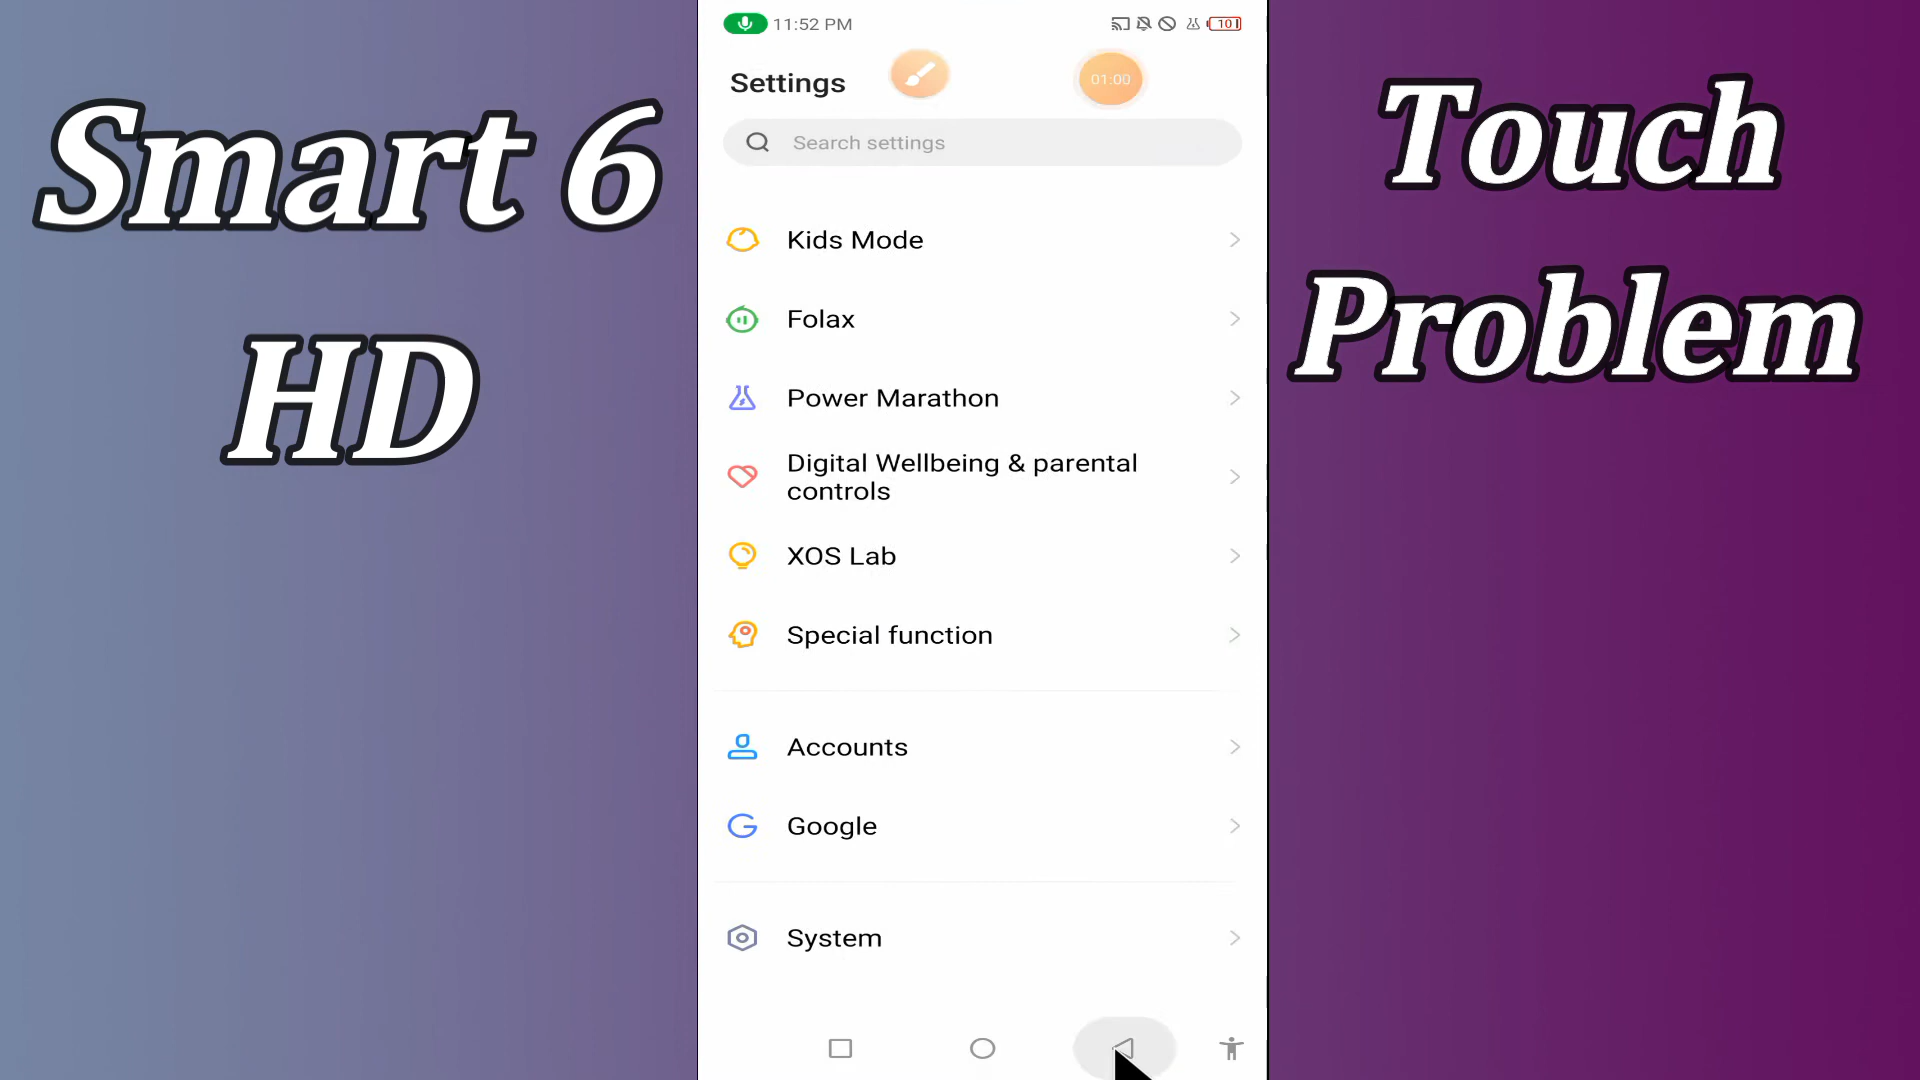 Smart 6
HD
11:52 PM
10
Settings
01:00
Search settings
Kids Mode
Folax
Power Marathon
Digital Wellbeing & parental
controls
XOS Lab
Special function
Accounts
Google
System
Touch
Problem